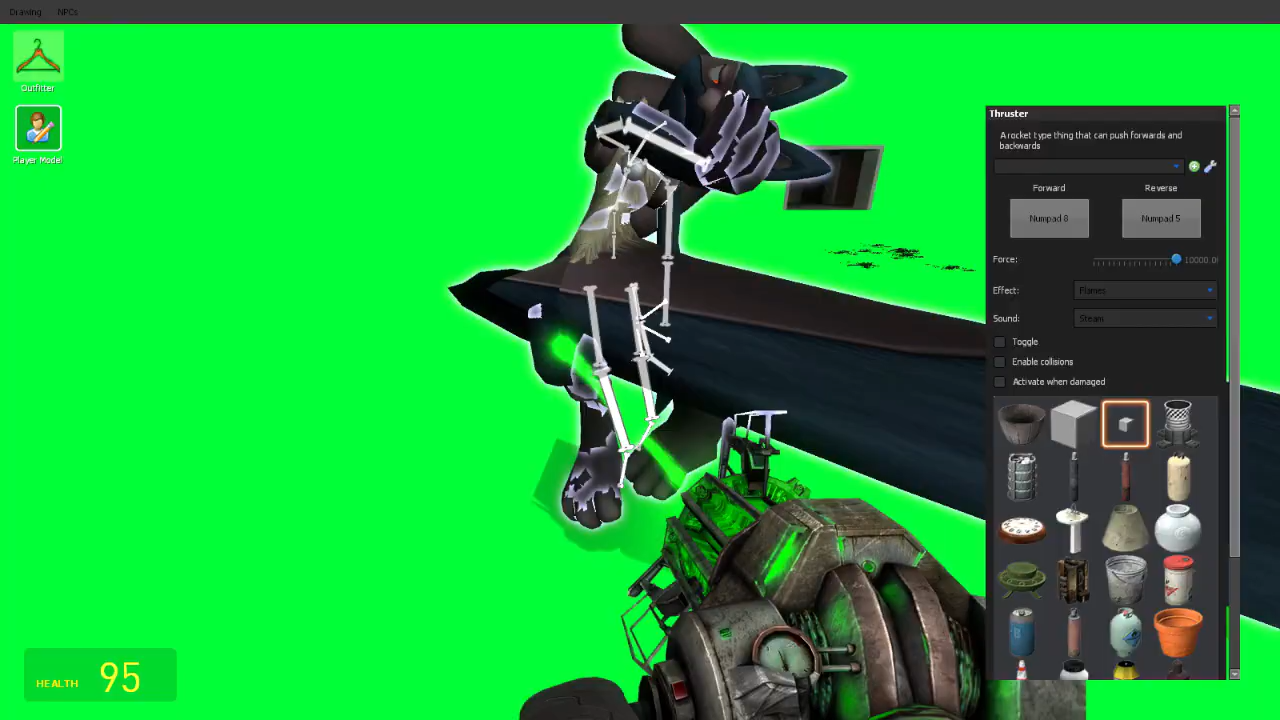 Drawing NPCs
Outfitter
Player Model
Thruster
A rocket type thing that can push forwards and
backwards
Forward Reverse
Numpad 8 Numpad 5
Force: 10000.0
Effect: Flames
Sound: Steam
Toggle
Enable collisions
Activate when damaged
HEALTH 95